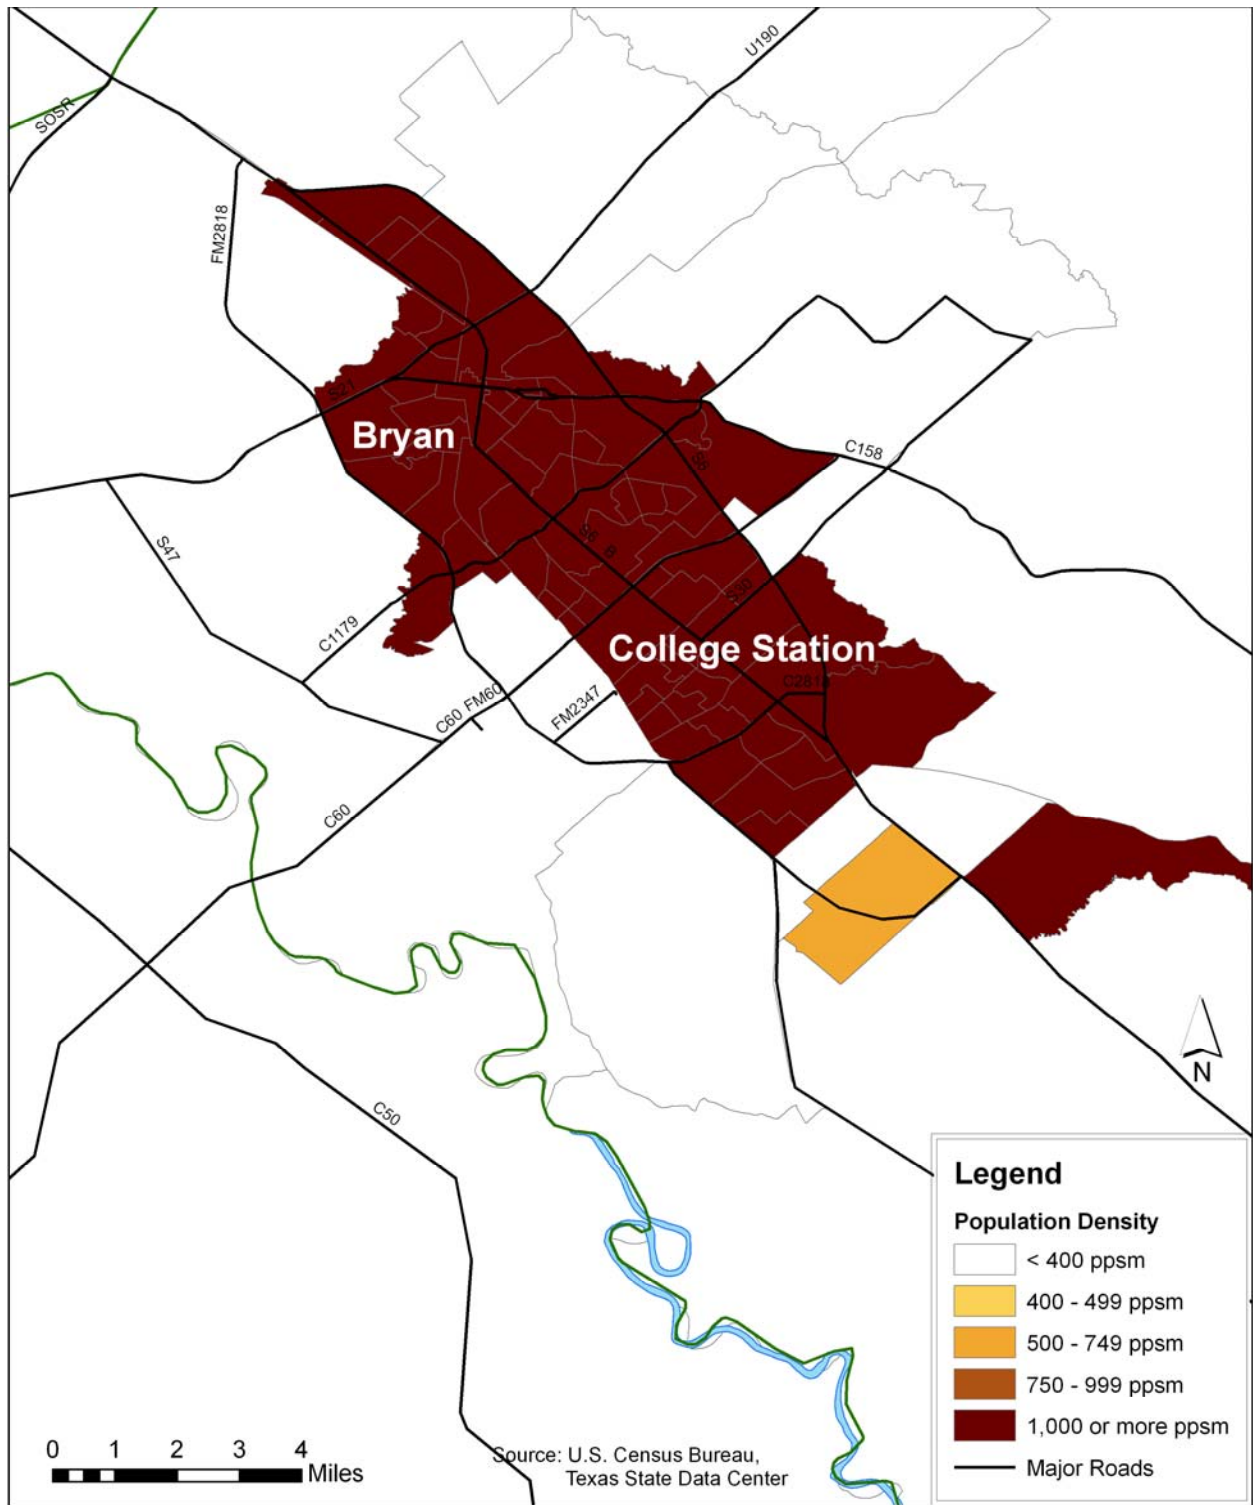 U190
SOSR
FM2818
S21
Bryan
C158
S6
S47
S6 B
S30
C1179
College Station
FM60
FM2347
C60
C60
C50
N
Legend
Population Density
< 400 ppsm
400 - 499 ppsm
500 - 749 ppsm
750 - 999 ppsm
1,000 or more ppsm
Major Roads
0 1 2 3 4
Miles
Source: U.S. Census Bureau,
Texas State Data Center